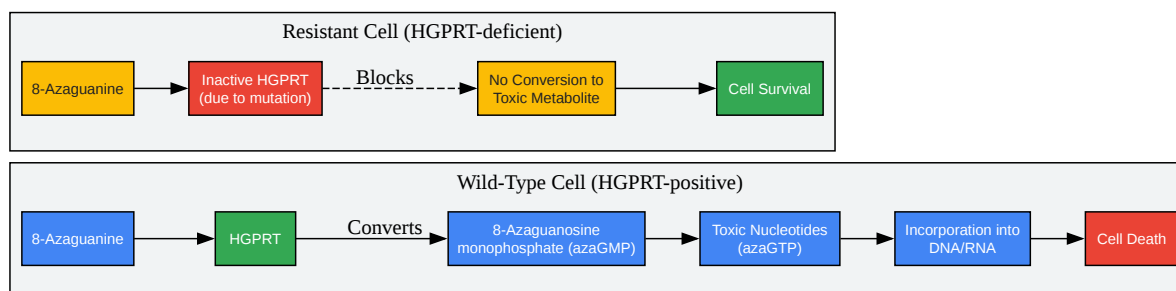 Resistant Cell (HGPRT-deficient)
8-Azaguanine
Inactive HGPRT
(due to mutation)
Blocks
No Conversion to
Toxic Metabolite
Cell Survival
Wild-Type Cell (HGPRT-positive)
8-Azaguanine
HGPRT
Converts
8-Azaguanosine
monophosphate (azaGMP)
Toxic Nucleotides
(azaGTP)
Incorporation into
DNA/RNA
Cell Death